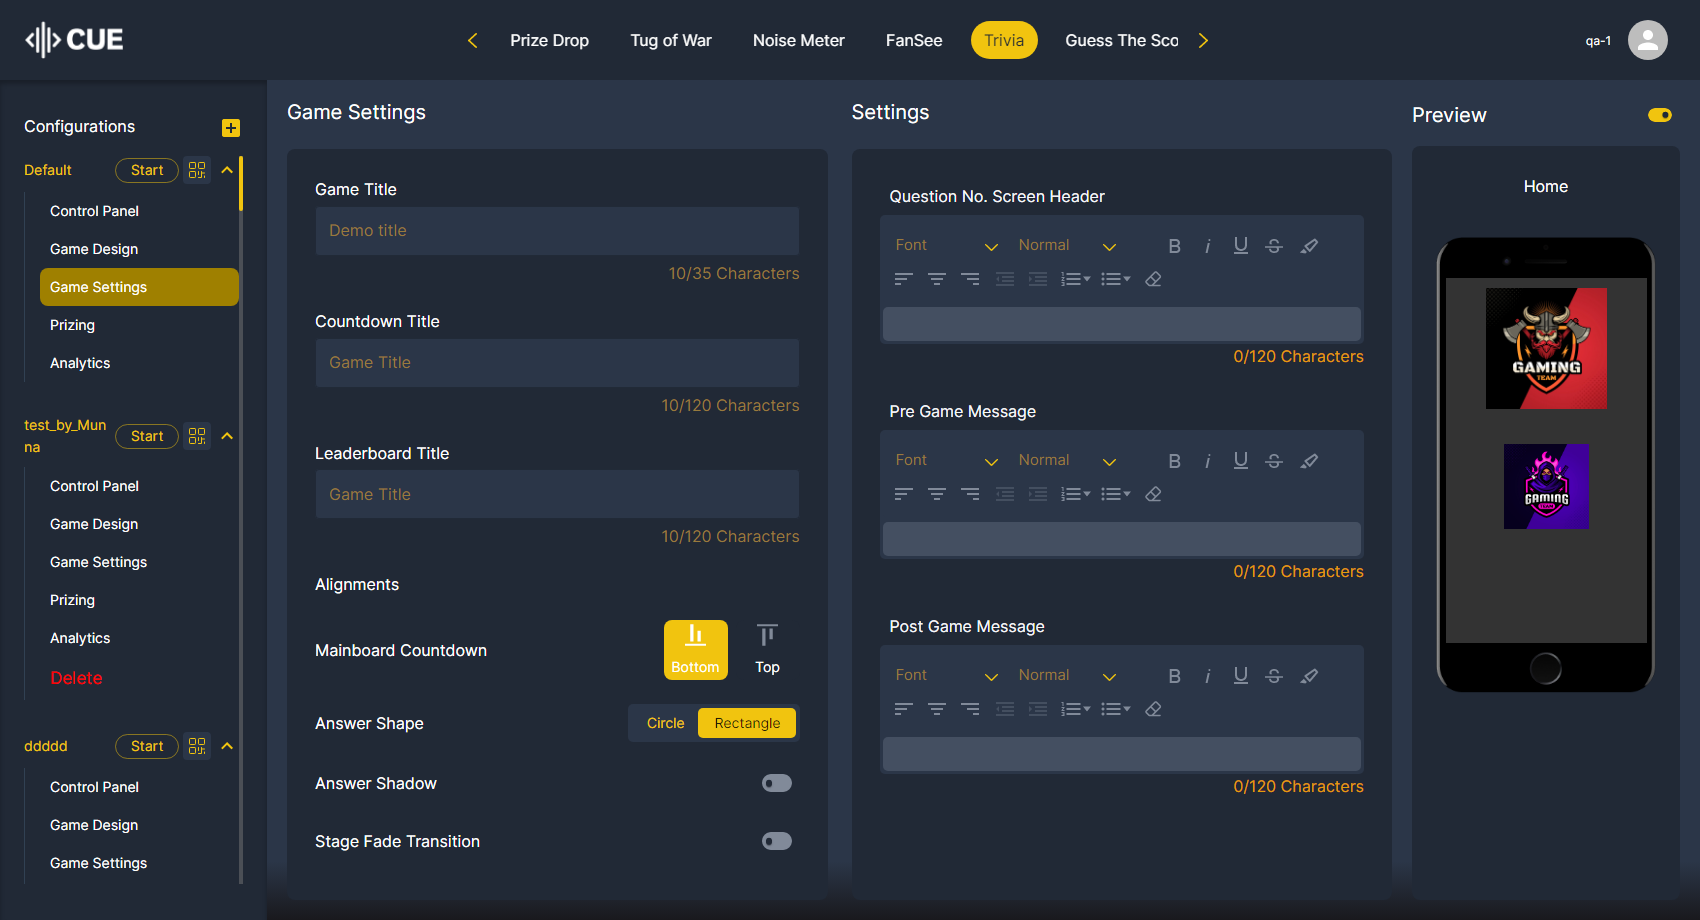 CUE
Prize Drop
Tug of War
Noise Meter
FanSee
Trivia
Guess The Sco
qa-1
Configurations
Default
Start
Control Panel
Game Design
Game Settings
Prizing
Analytics
test_by_Mun
na
Start
Control Panel
Game Design
Game Settings
Prizing
Analytics
Delete
ddddd
Start
Control Panel
Game Design
Game Settings
Game Settings
Game Title
Demo title
10/35 Characters
Countdown Title
Game Title
10/120 Characters
Leaderboard Title
Game Title
10/120 Characters
Alignments
Mainboard Countdown
Bottom
Top
Answer Shape
Circle
Rectangle
Answer Shadow
Stage Fade Transition
Settings
Question No. Screen Header
Font
Normal
B
i
U
S
0/120 Characters
Pre Game Message
Font
Normal
B
i
U
S
0/120 Characters
Post Game Message
Font
Normal
B
i
U
S
0/120 Characters
Preview
Home
GAMING
TEAM
GAMING
TEAM